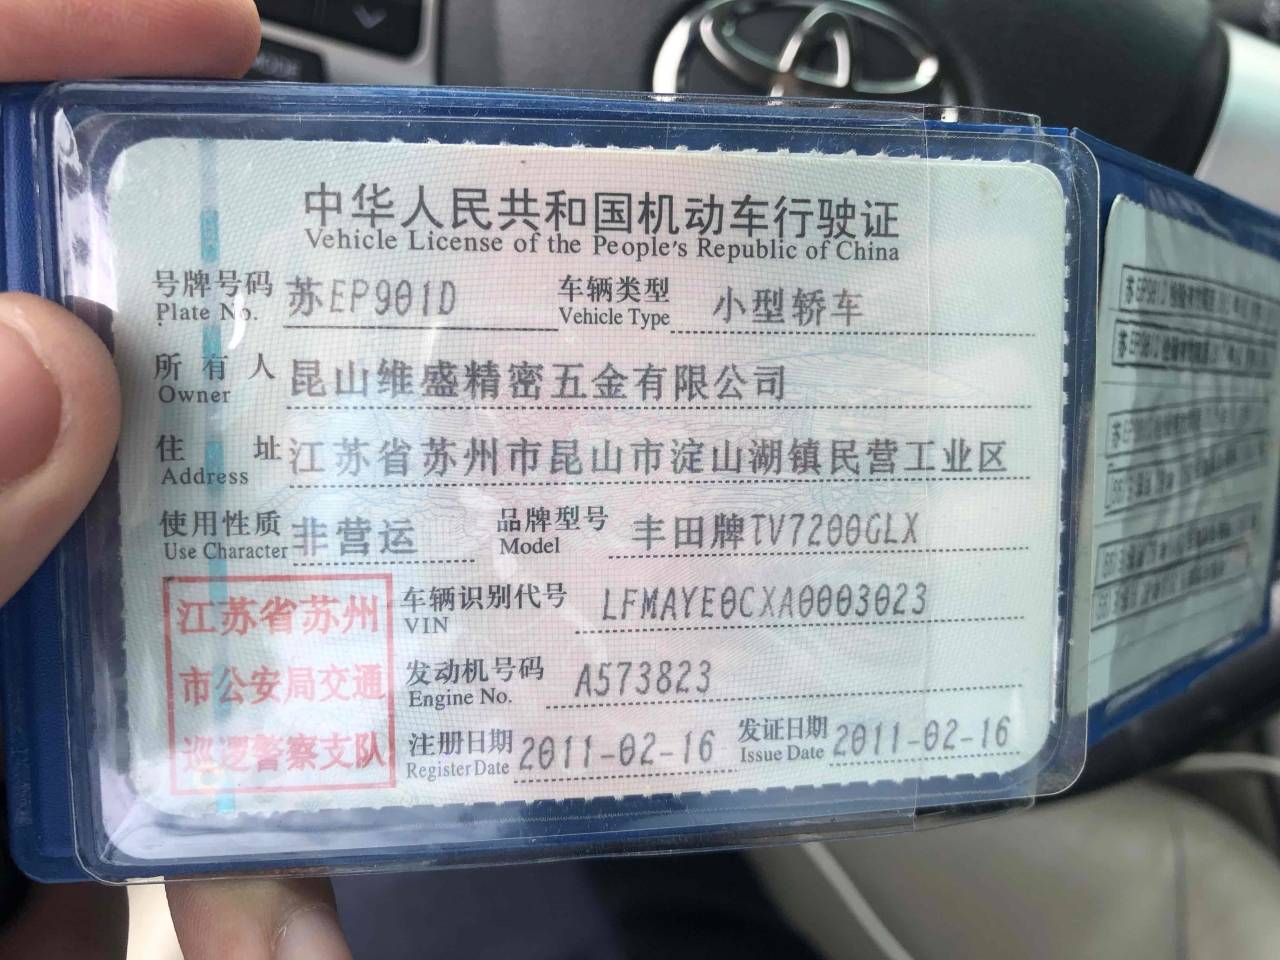 中华人民共和国机动车行驶证
Vehicle License of the People's Republic of China
号牌号码 苏EP901D 车辆类型 小型轿车
Plate No. Vehicle Type
所有人 昆山维盛精密五金有限公司
Owner
住址 江苏省苏州市昆山市淀山湖镇民营工业区
Address
使用性质 非营运 品牌型号 丰田牌TV7200GLX
Use Character Model
江苏省苏州
市公安局交通
巡逻警察支队
车辆识别代号 LFMAYE0CXA0003023
VIN
发动机号码 A573823
Engine No.
注册日期 2011-02-16 发证日期 2011-02-16
Register Date Issue Date